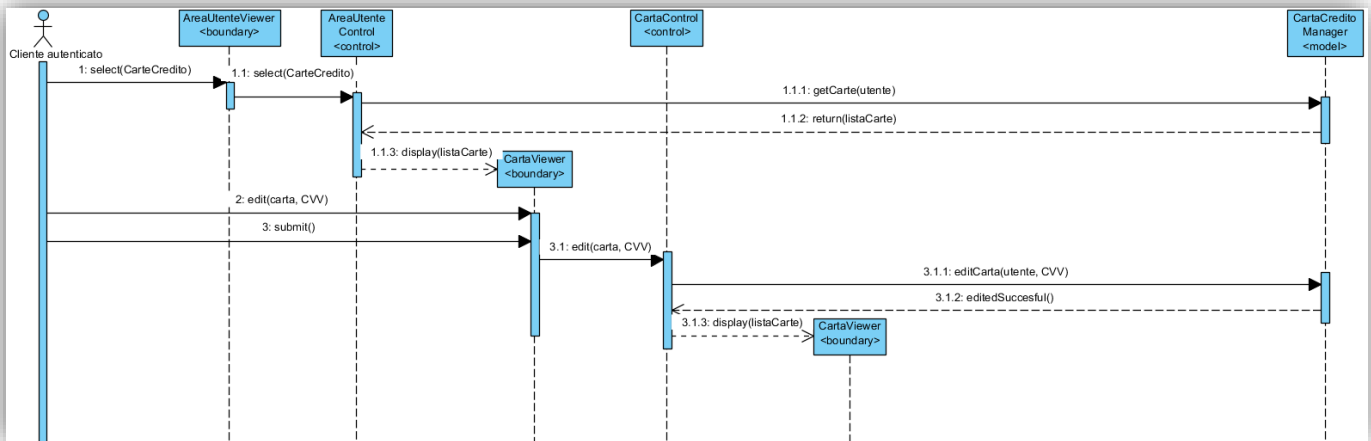 AreaUtenteViewer
<boundary>
AreaUtente
Control
<control>
CartaControl
<control>
CartaCredito
Manager
<model>
Cliente autenticato
1: select(CarteCredito)
1.1: select(CarteCredito)
1.1.1: getCarte(utente)
1.1.2: return(listaCarte)
1.1.3: display(listaCarte)
CartaViewer
<boundary>
2: edit(carta, CVV)
3: submit()
3.1: edit(carta, CVV)
3.1.1: editCarta(utente, CVV)
3.1.2: editedSuccesful()
3.1.3: display(listaCarte)
CartaViewer
<boundary>